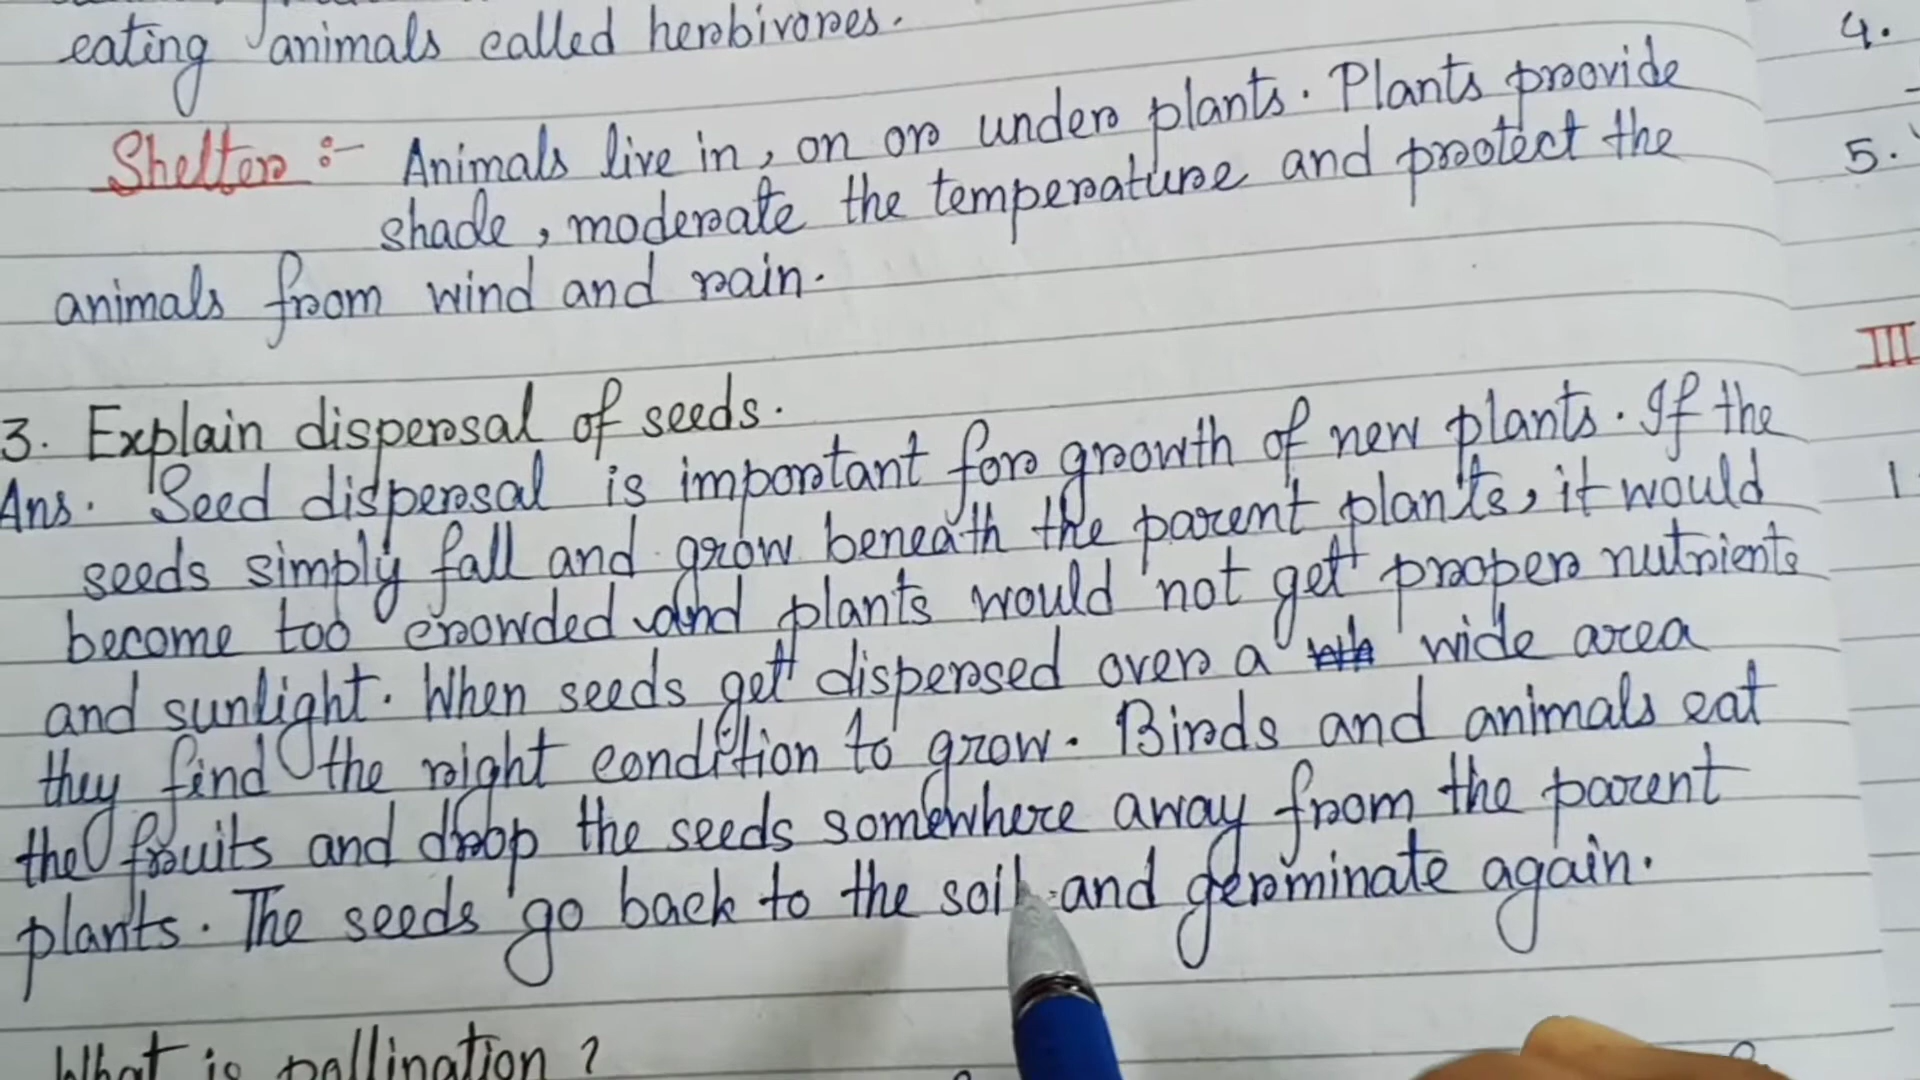 eating animals called herbivores.
4.
Shelter :- Animals live in, on or under plants. Plants provide
shade, moderate the temperature and protect the
5.
animals from wind and rain.
III
3. Explain dispersal of seeds.
Ans. Seed dispersal is important for growth of new plants. If the
1
seeds simply fall and grow beneath the parent plants, it would
become too crowded and plants would not get proper nutrients
and sunlight. When seeds get dispersed over a wide area
they find the right condition to grow. Birds and animals eat
the fruits and drop the seeds somewhere away from the parent
plants. The seeds go back to the soil and germinate again.
What is pollination ?